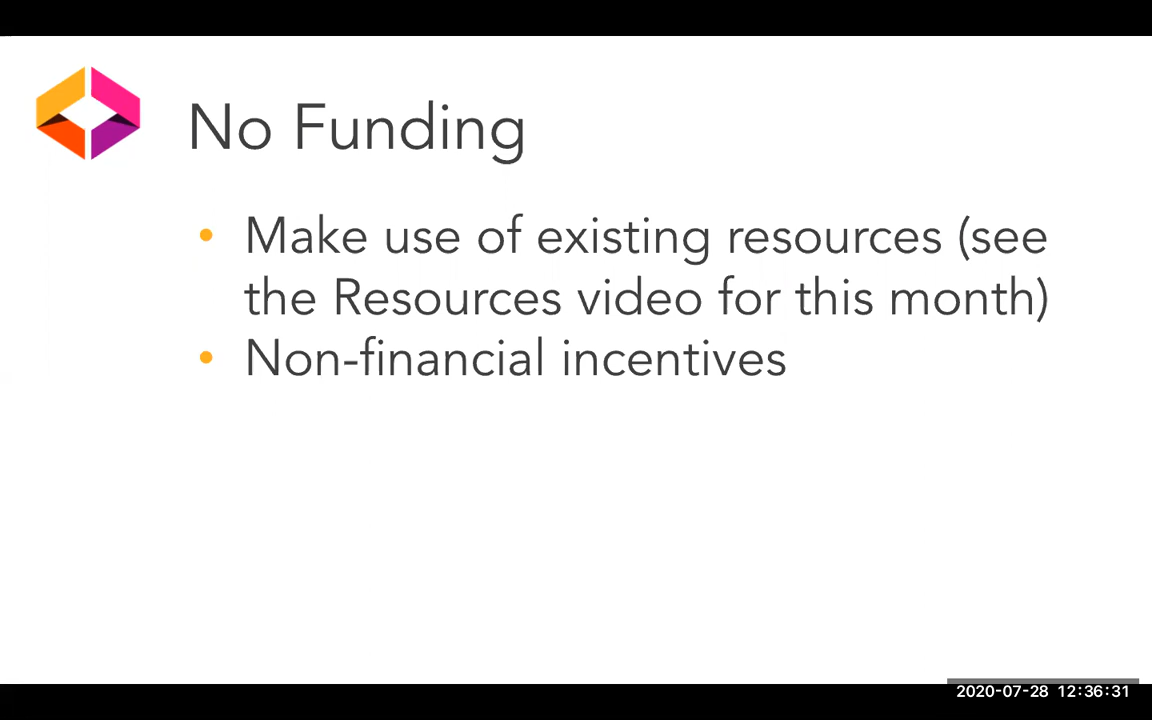 No Funding
• Make use of existing resources (see
the Resources video for this month)
• Non-financial incentives
2020-07-28 12:36:31